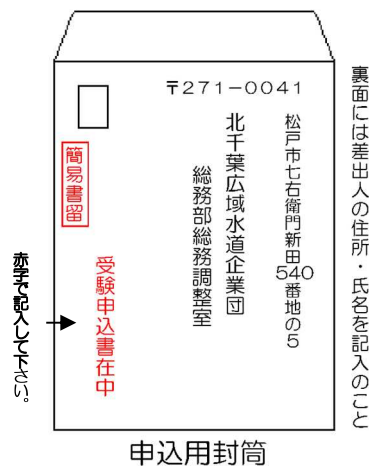 〒271-0041
松戸市七右衛門新田540番地の5
北千葉広域水道企業団
総務部総務調整室
簡易書留
受験申込書在中
赤字で記入して下さい。
裏面には差出人の住所・氏名を記入のこと
申込用封筒